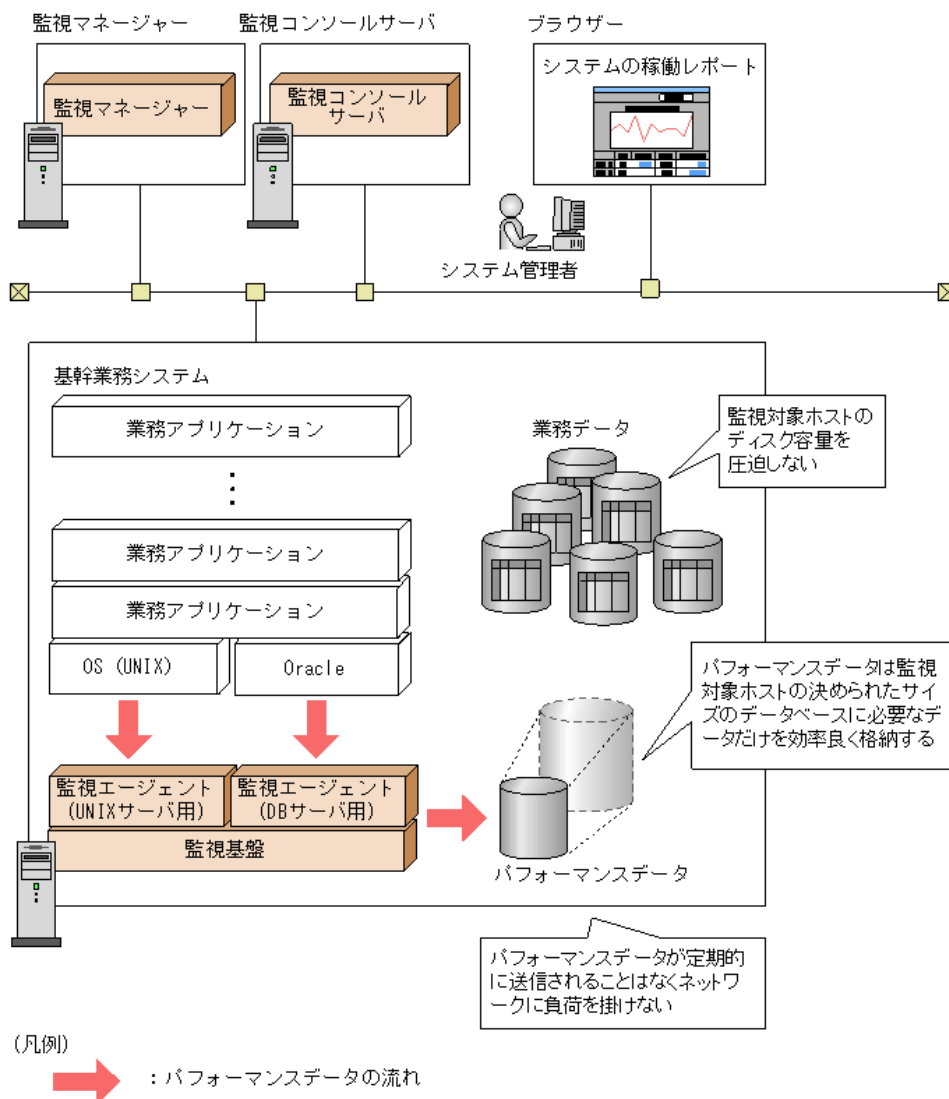 監視マネージャー
監視コンソールサーバ
ブラウザー
監視マネージャー
監視コンソール
サーバ
システムの稼働レポート
システム管理者
基幹業務システム
業務アプリケーション
⋮
業務アプリケーション
業務アプリケーション
OS (UNIX)
Oracle
業務データ
監視対象ホストの
ディスク容量を
圧迫しない
パフォーマンスデータは監視
対象ホストの決められたサイ
ズのデータベースに必要なデ
ータだけを効率良く格納する
監視エージェント
(UNIXサーバ用)
監視エージェント
(DBサーバ用)
監視基盤
パフォーマンスデータ
パフォーマンスデータが定期的
に送信されることはなくネットワ
ークに負荷を掛けない
(凡例)
：パフォーマンスデータの流れ